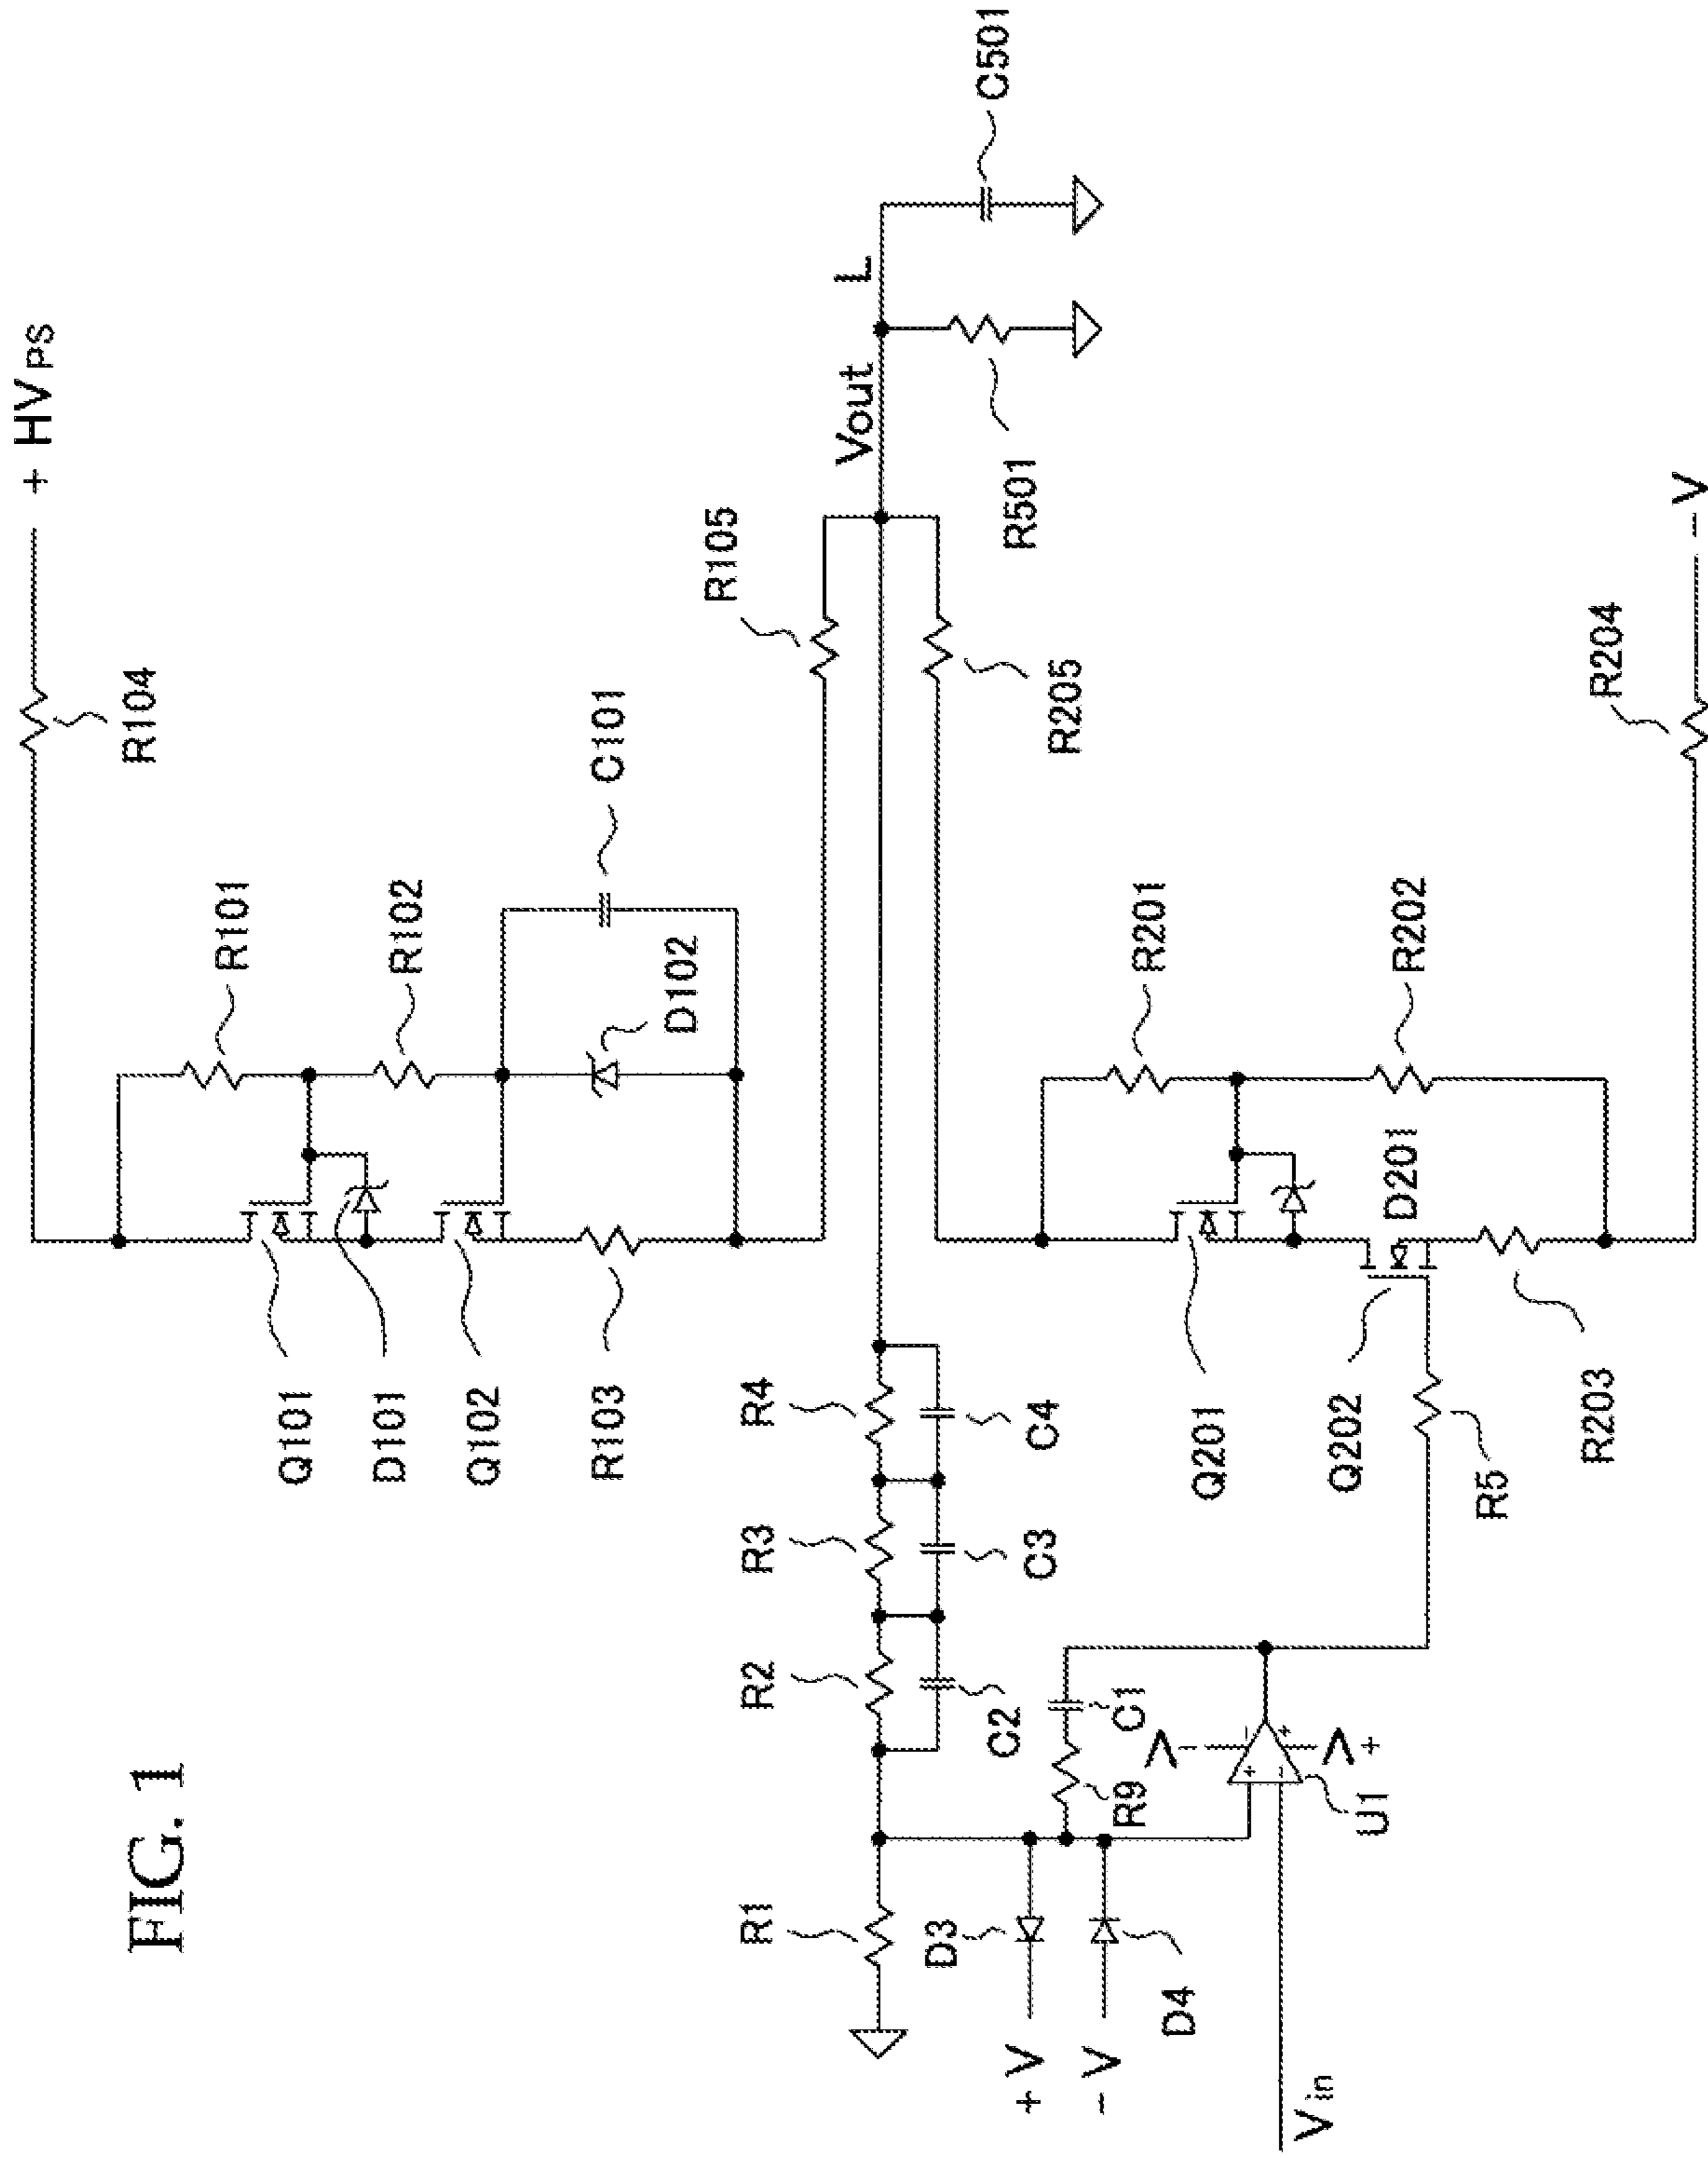 FIG. 1
+ HVPS
R104
R101
R102
C101
D102
Q101
D101
Q102
R103
R105
Vout
L
C501
R501
R205
R4
R3
R2
R1
C4
C3
C2
R201
R202
D201
Q201
Q202
R203
R204
- V
R5
C1
R9
D3
D4
+ V
- V
V -
V +
+
-
-
+
U1
Vin